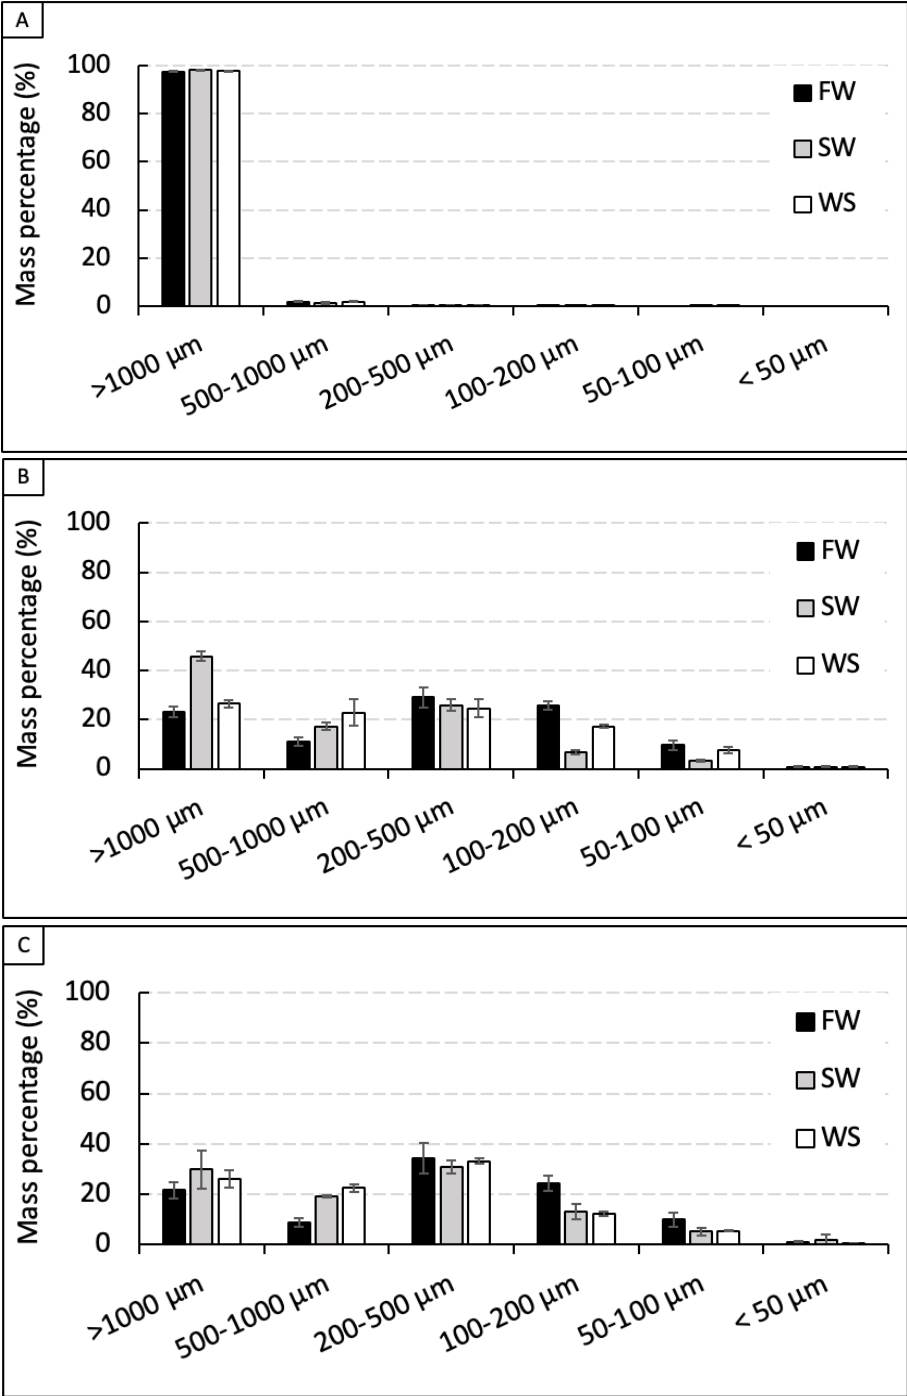 A
Mass percentage (%)
100
80
60
40
20
0
FW
SW
WS
>1000 µm
500-1000 µm
200-500 µm
100-200 µm
50-100 µm
< 50 µm
B
Mass percentage (%)
100
80
60
40
20
0
FW
SW
WS
>1000 µm
500-1000 µm
200-500 µm
100-200 µm
50-100 µm
< 50 µm
C
Mass percentage (%)
100
80
60
40
20
0
FW
SW
WS
>1000 µm
500-1000 µm
200-500 µm
100-200 µm
50-100 µm
< 50 µm